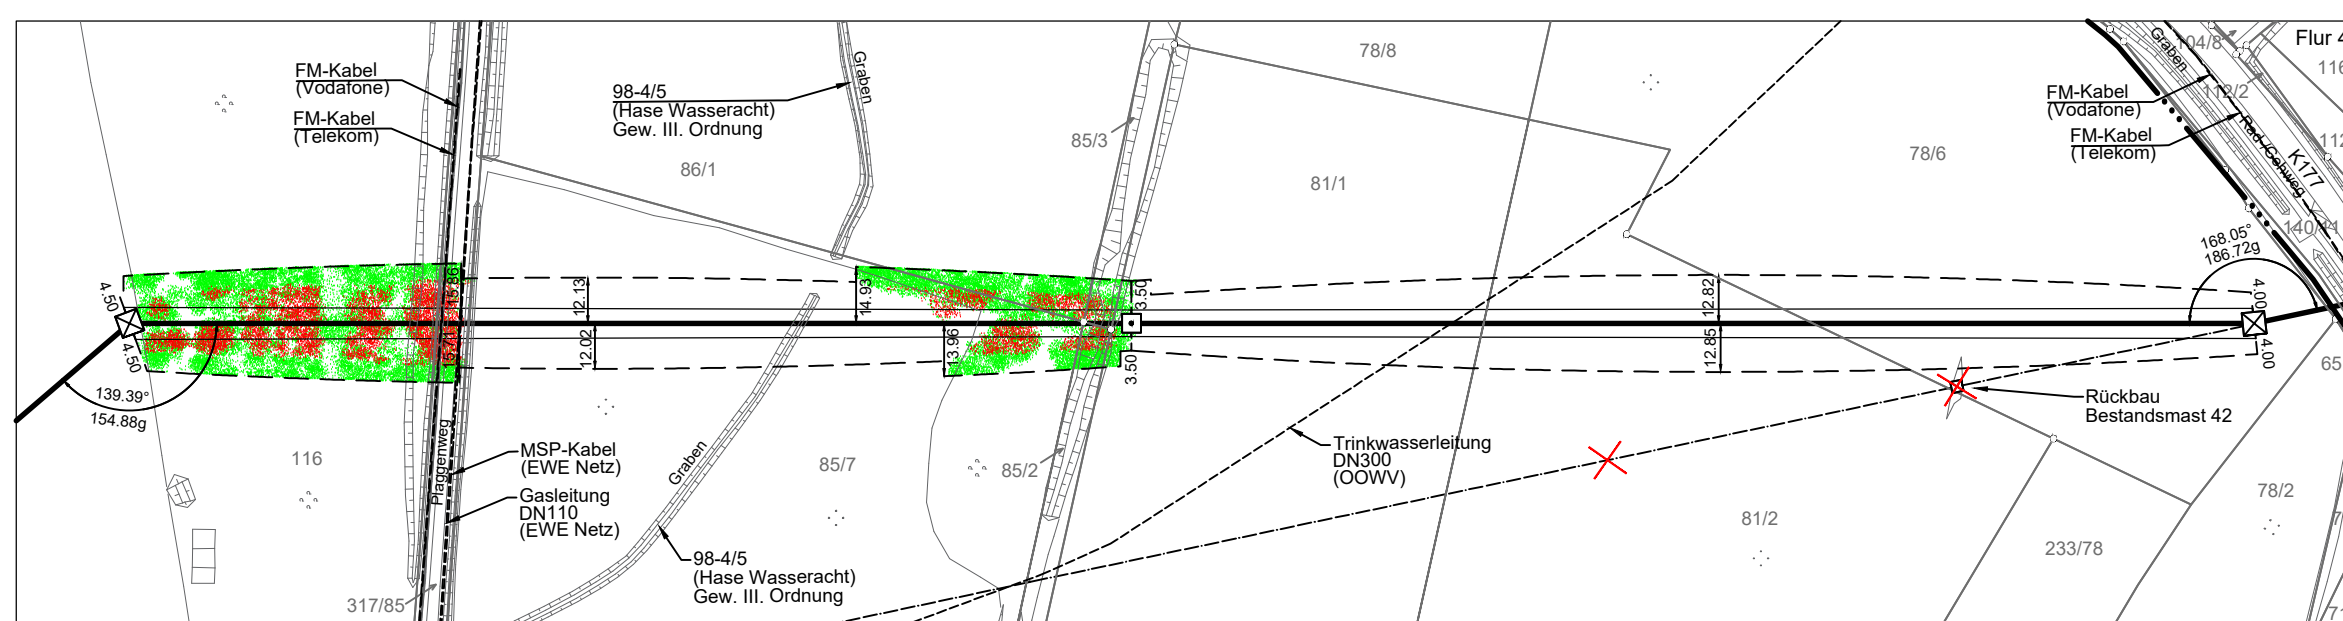 FM-Kabel
(Vodafone)
FM-Kabel
(Telekom)
98-4/5
(Hase Wasseracht)
Gew. III. Ordnung
Graben
86/1
85/3
78/8
81/1
78/6
Graben
104/8
Flur 4
116
112/2
112
FM-Kabel
(Vodafone)
FM-Kabel
(Telekom)
Rad-/Gehweg
K177
168.05°
186.72g
4.50
4.50
15.86
12.13
12.02
14.93
13.96
3.50
3.50
12.82
12.85
4.00
4.00
65
139.39°
154.88g
116
Plaggenweg
MSP-Kabel
(EWE Netz)
Gasleitung
DN110
(EWE Netz)
Graben
98-4/5
(Hase Wasseracht)
Gew. III. Ordnung
85/7
85/2
317/85
Trinkwasserleitung
DN300
(OOWV)
Rückbau
Bestandsmast 42
81/2
233/78
78/2